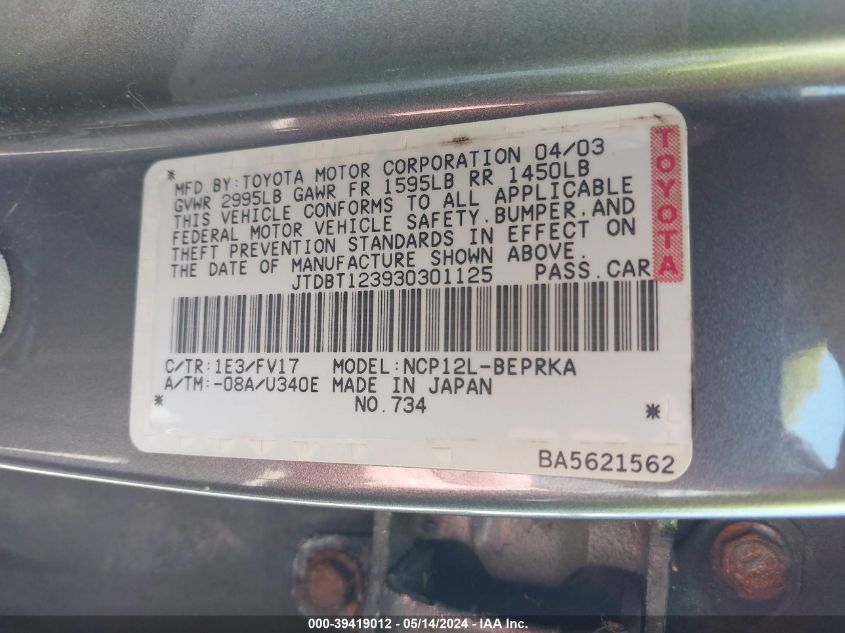 * MFD.BY:TOYOTA MOTOR CORPORATION 04/03
GVWR 2995LB GAWR FR 1595LB RR 1450LB
THIS VEHICLE CONFORMS TO ALL APPLICABLE
FEDERAL MOTOR VEHICLE SAFETY,BUMPER,AND
THEFT PREVENTION STANDARDS IN EFFECT ON
THE DATE OF MANUFACTURE SHOWN ABOVE.
JTDBT123930301125 PASS.CAR
TOYOTA
C/TR:1E3/FV17 MODEL:NCP12L-BEPRKA
A/TM:-08A/U340E MADE IN JAPAN
* NO.734 *
BA5621562
000-39419012 - 05/14/2024 - IAA Inc.